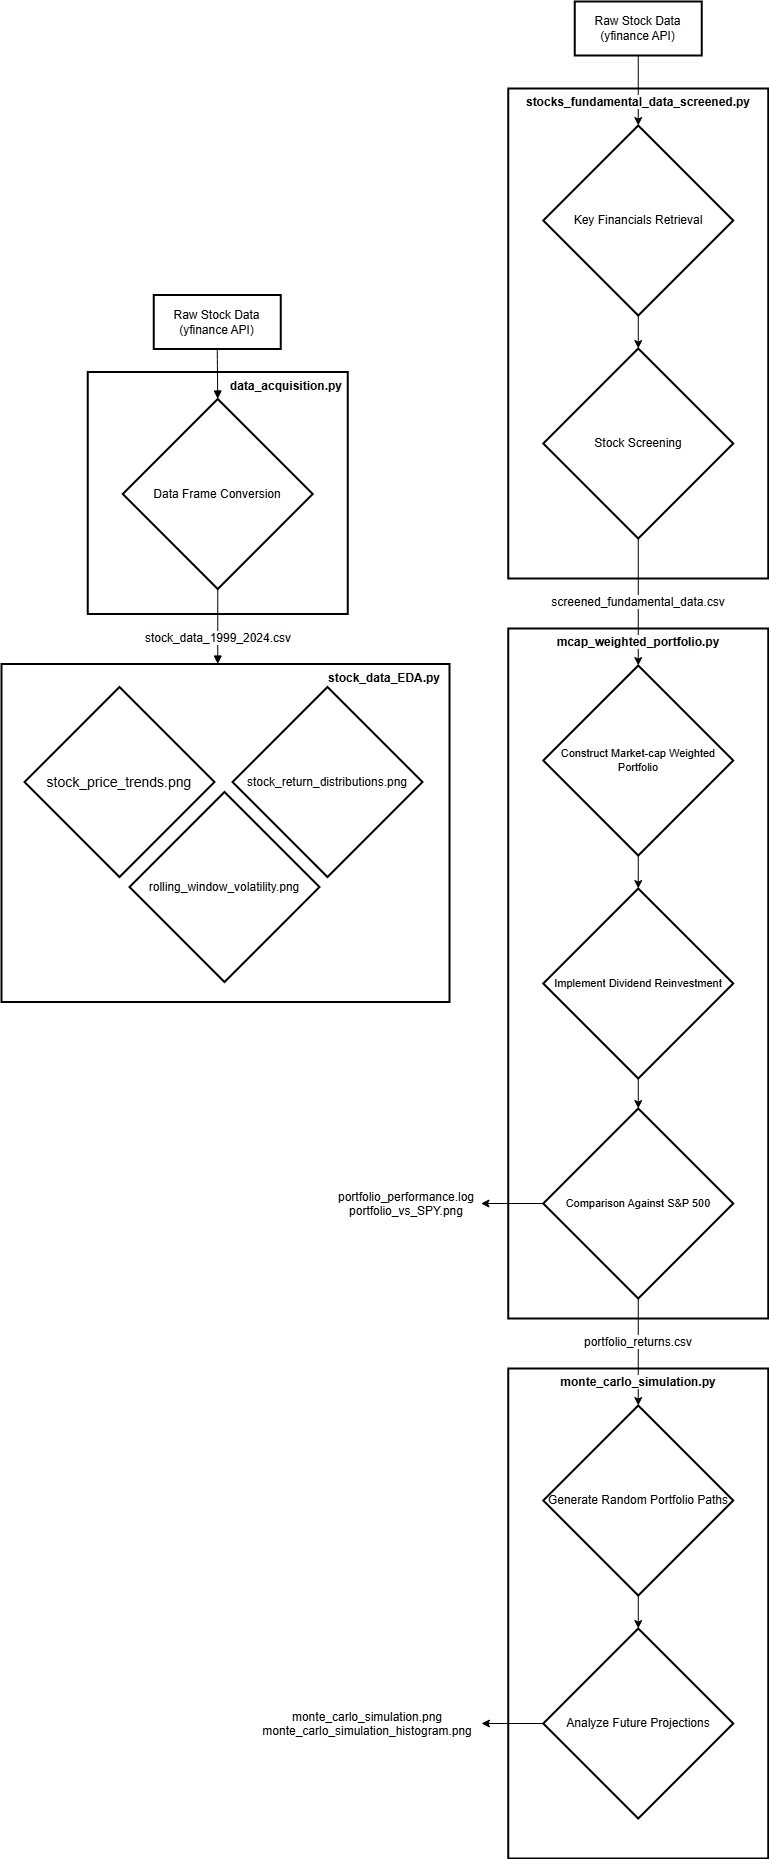 Raw Stock Data
(yfinance API)
stocks_fundamental_data_screened.py
Key Financials Retrieval
Stock Screening
screened_fundamental_data.csv
mcap_weighted_portfolio.py
Construct Market-cap Weighted
Portfolio
Implement Dividend Reinvestment
Comparison Against S&P 500
portfolio_performance.log
portfolio_vs_SPY.png
portfolio_returns.csv
monte_carlo_simulation.py
Generate Random Portfolio Paths
Analyze Future Projections
monte_carlo_simulation.png
monte_carlo_simulation_histogram.png
Raw Stock Data
(yfinance API)
data_acquisition.py
Data Frame Conversion
stock_data_1999_2024.csv
stock_data_EDA.py
stock_price_trends.png
stock_return_distributions.png
rolling_window_volatility.png